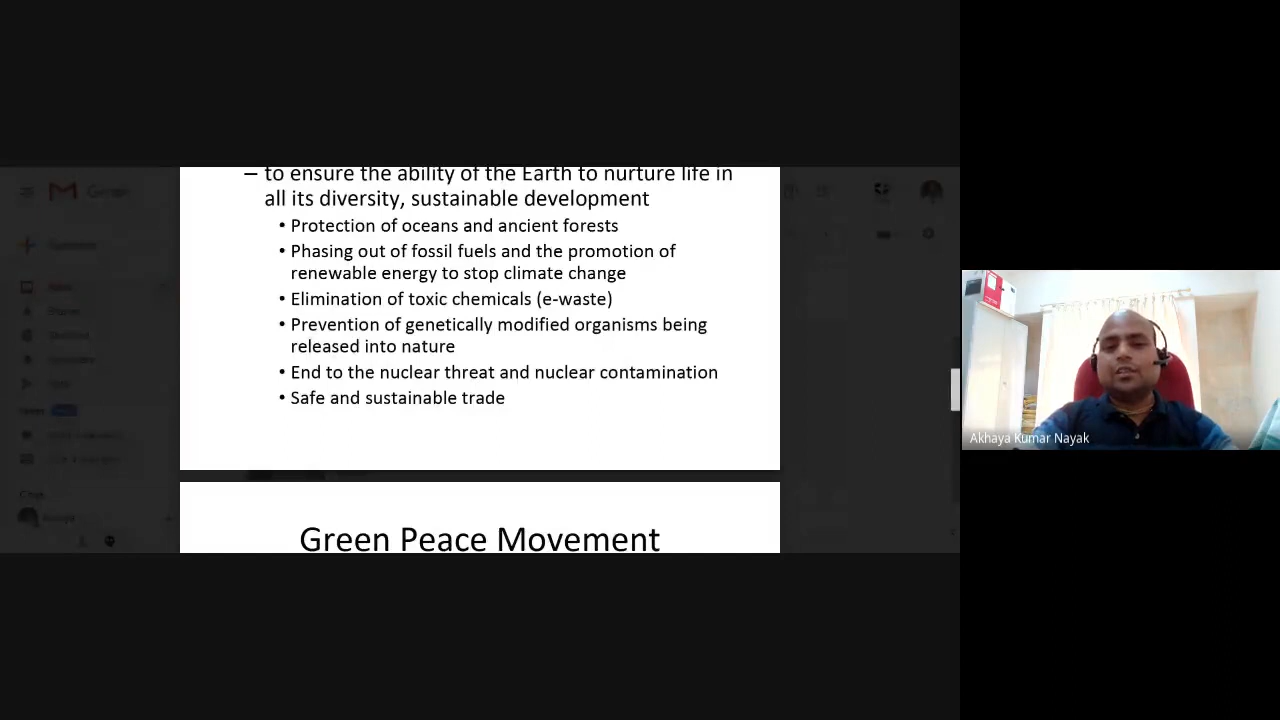 – to ensure the ability of the Earth to nurture life in
all its diversity, sustainable development
• Protection of oceans and ancient forests
• Phasing out of fossil fuels and the promotion of
renewable energy to stop climate change
• Elimination of toxic chemicals (e-waste)
• Prevention of genetically modified organisms being
released into nature
• End to the nuclear threat and nuclear contamination
• Safe and sustainable trade
Green Peace Movement
Akhaya Kumar Nayak